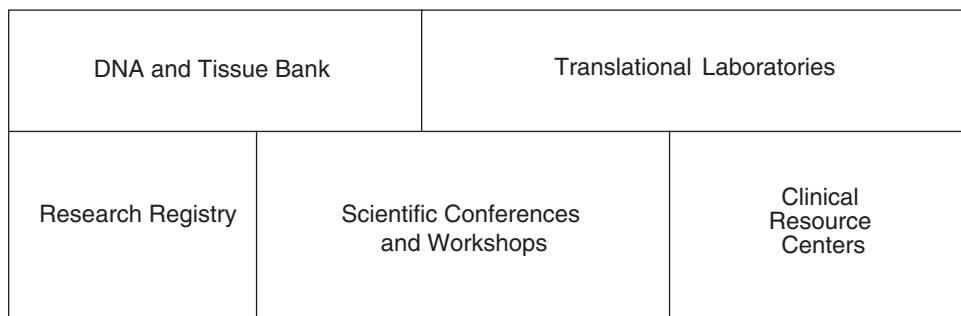 DNA and Tissue Bank
Translational Laboratories
Research Registry
Scientific Conferences
and Workshops
Clinical
Resource
Centers